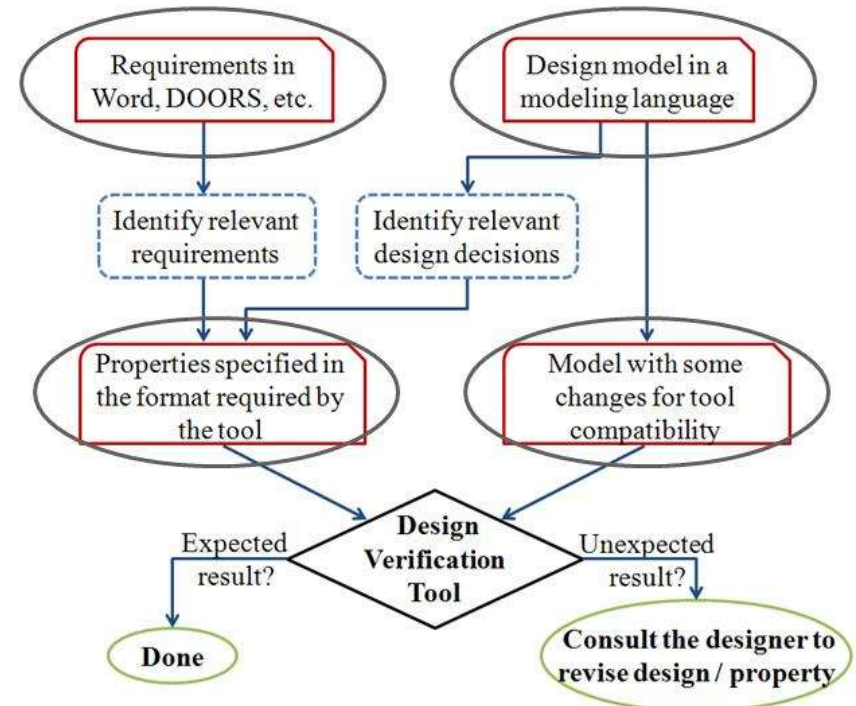 Requirements in
Word, DOORS, etc.
Design model in a
modeling language
Identify relevant
requirements
Identify relevant
design decisions
Properties specified in
the format required by
the tool
Model with some
changes for tool
compatibility
Design
Verification
Tool
Expected
result?
Unexpected
result?
Done
Consult the designer to
revise design / property